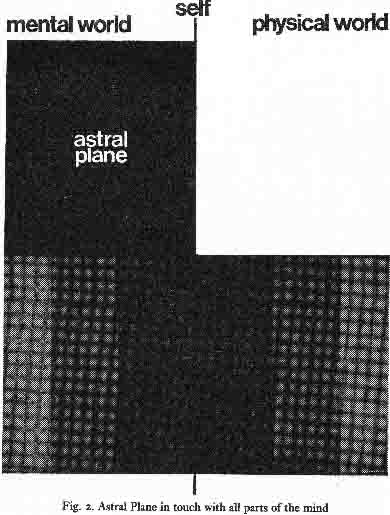 self
mental world
physical world
astral
plane
Fig. 2. Astral Plane in touch with all parts of the mind